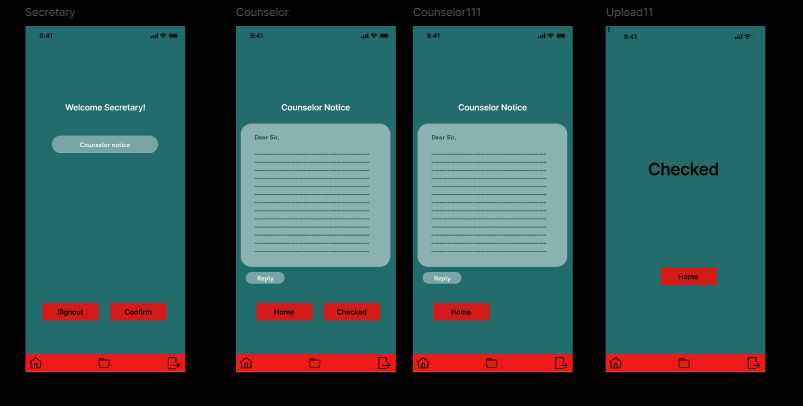 Secretary
9:41
Welcome Secretary!
Counselor notice
Signout
Confirm
Counselor
9:41
Counselor Notice
Dear Sir,
Reply
Home
Checked
Counselor111
9:41
Counselor Notice
Dear Sir,
Reply
Home
Upload11
9:41
Checked
Home